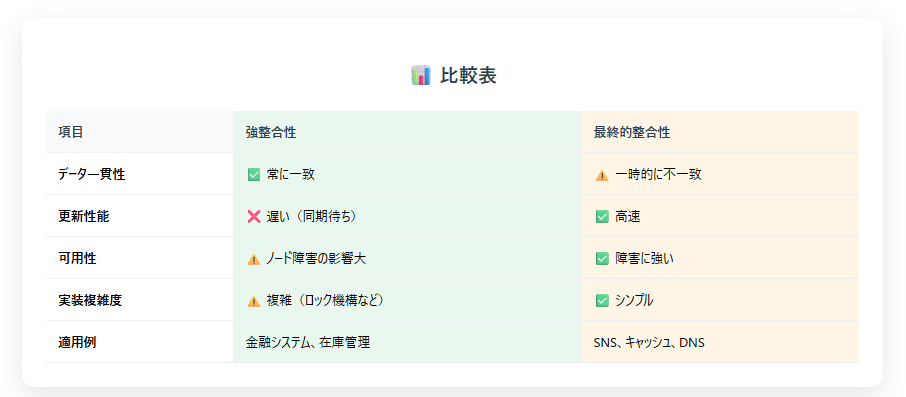 📊 比較表
項目 強整合性 最終的整合性
データ一貫性 ✅ 常に一致 ⚠️ 一時的に不一致
更新性能 ❌ 遅い（同期待ち） ✅ 高速
可用性 ⚠️ ノード障害の影響大 ✅ 障害に強い
実装複雑度 ⚠️ 複雑（ロック機構など） ✅ シンプル
適用例 金融システム、在庫管理 SNS、キャッシュ、DNS